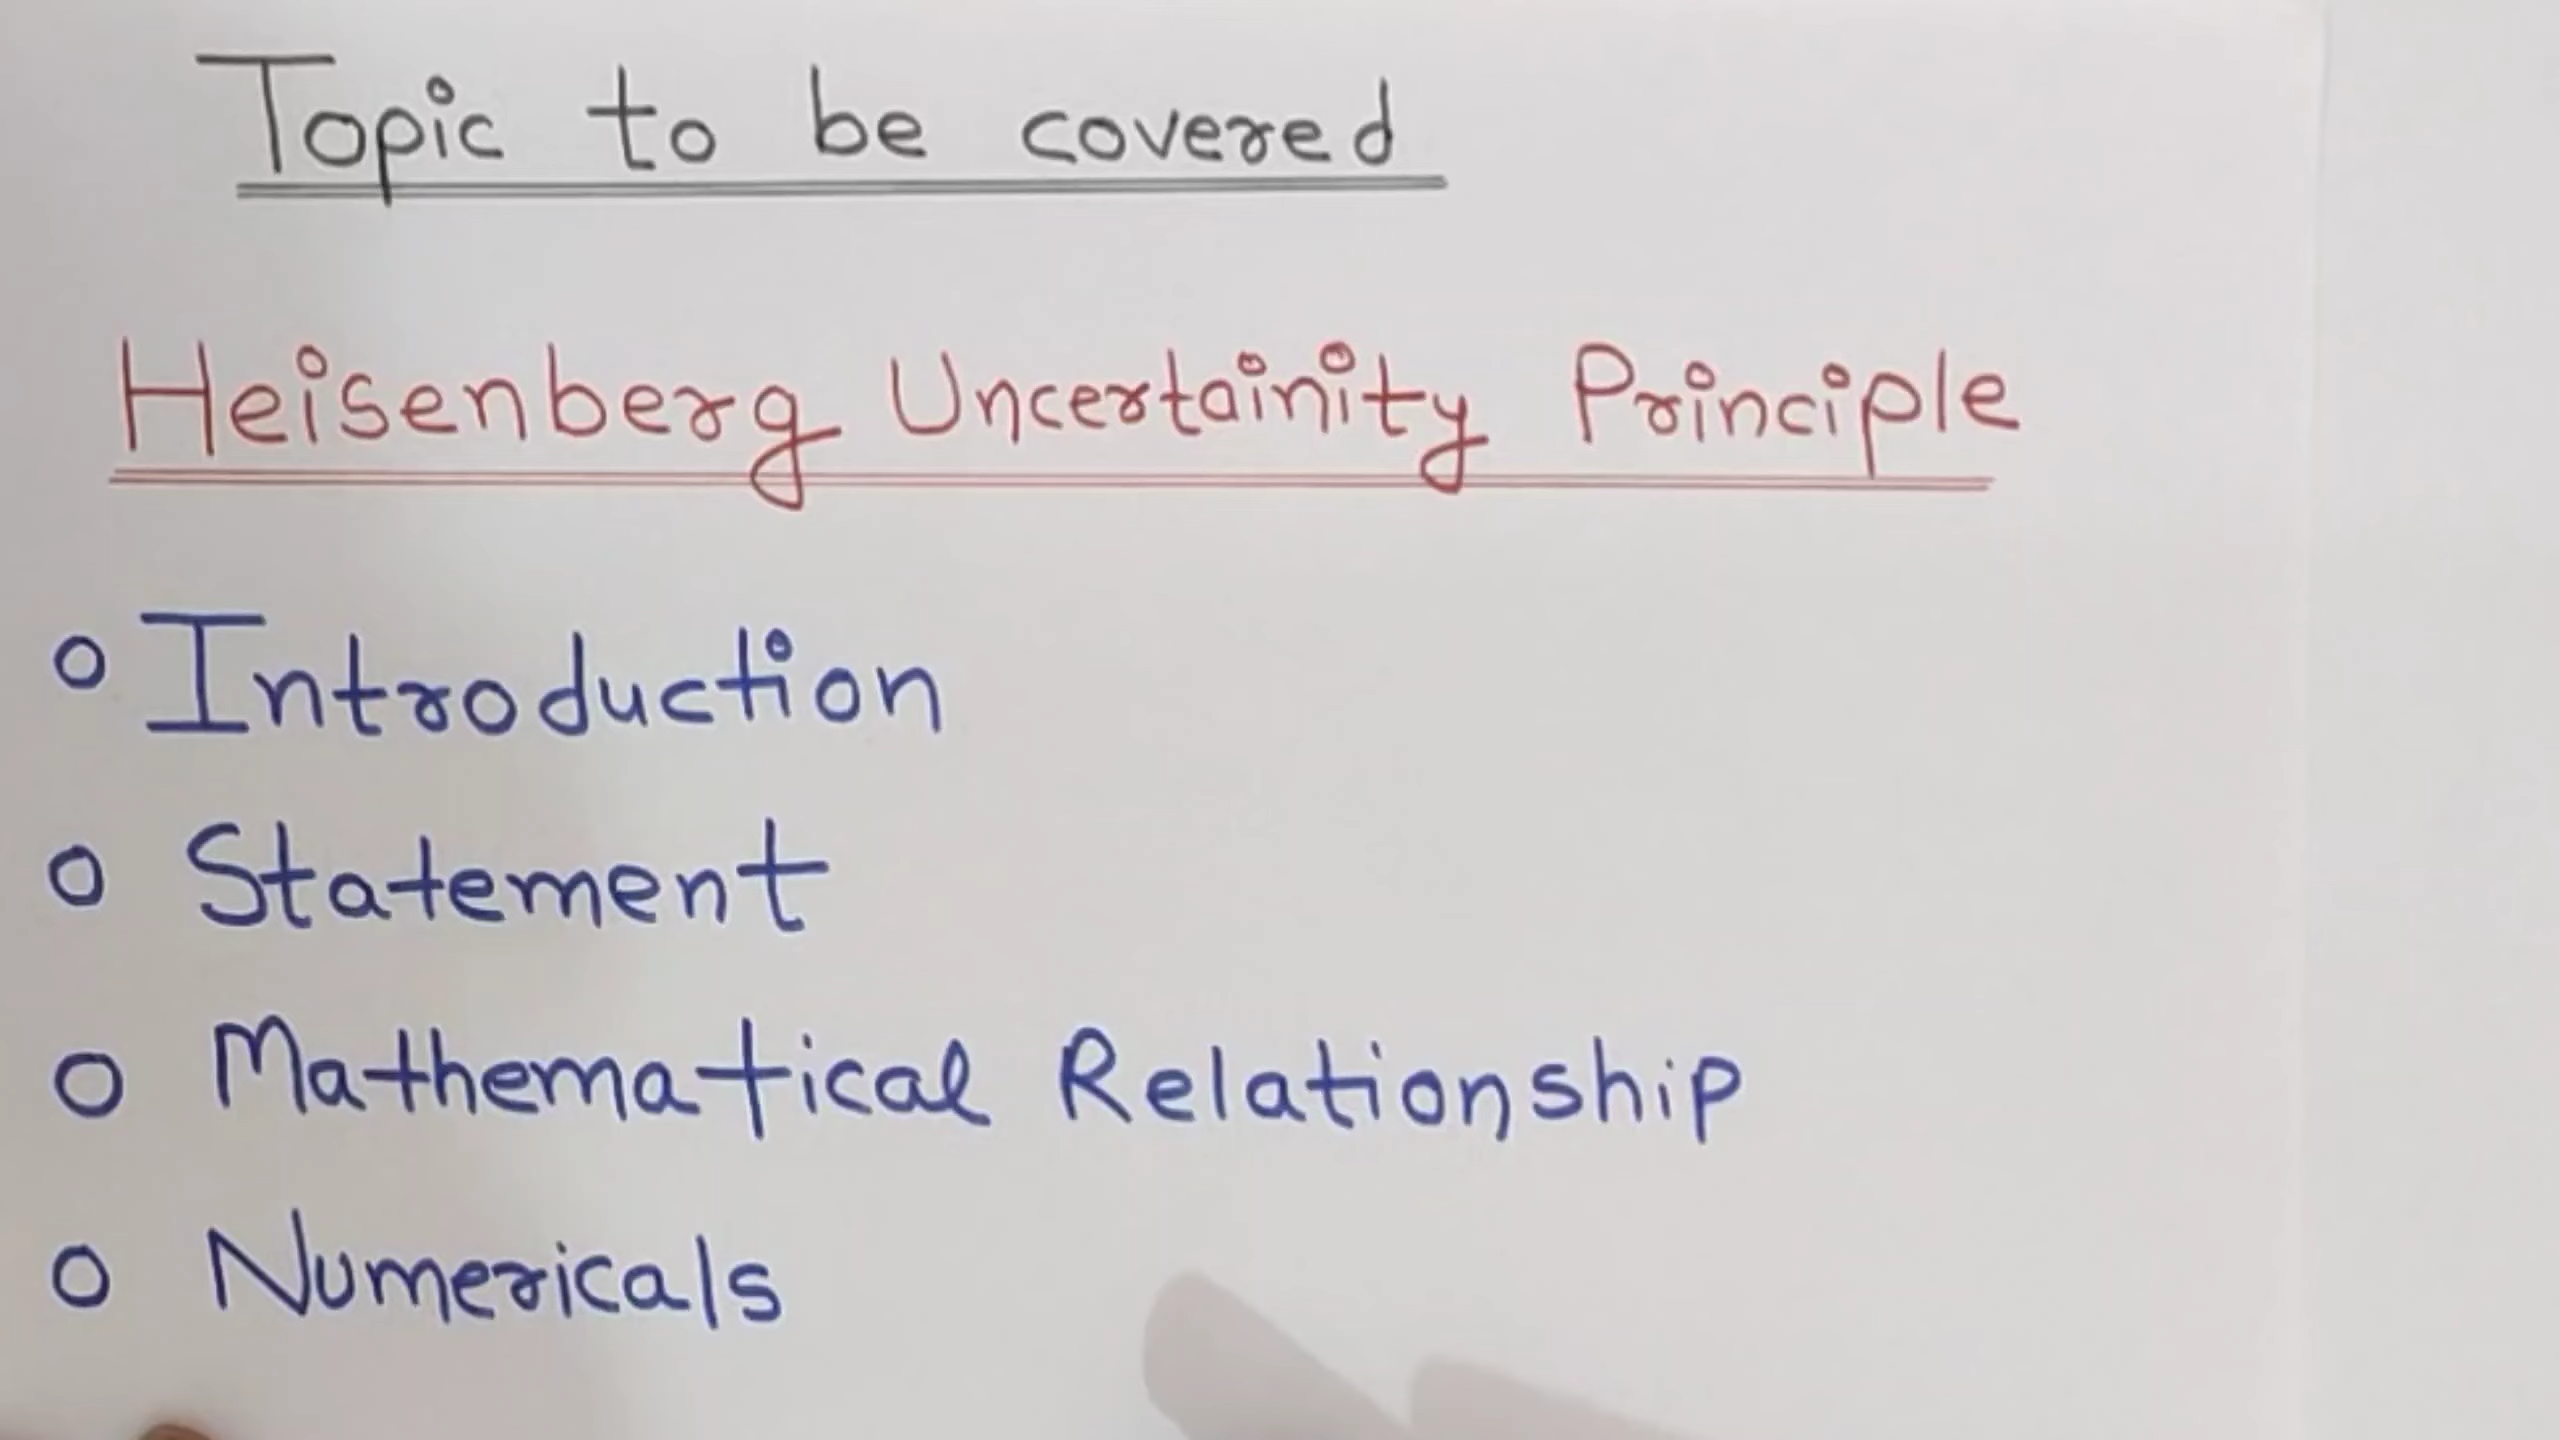 Topic to be covered
Heisenberg Uncertainity Principle
o Introduction
o Statement
o Mathematical Relationship
o Numericals